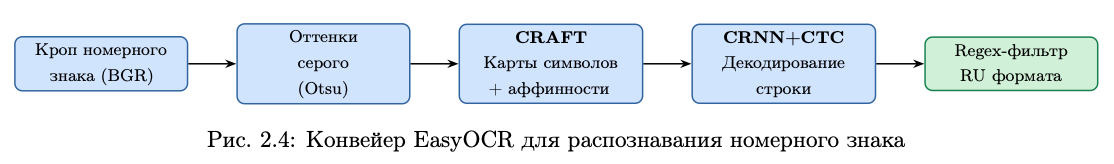 Кроп номерного
знака (BGR)
Оттенки
серого
(Otsu)
CRAFT
Карты символов
+ аффинности
CRNN+CTC
Декодирование
строки
Regex-фильтр
RU формата
Рис. 2.4: Конвейер EasyOCR для распознавания номерного знака